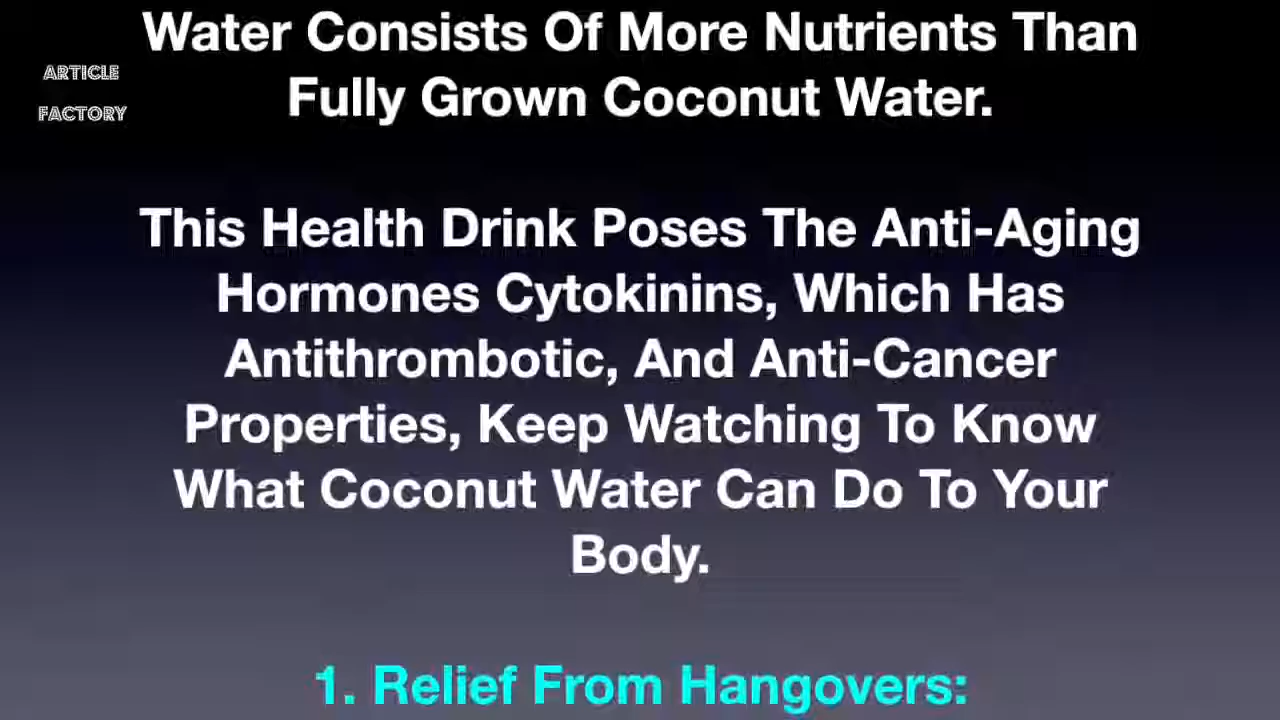 Water Consists Of More Nutrients Than
ARTICLE
FACTORY
Fully Grown Coconut Water.
This Health Drink Poses The Anti-Aging
Hormones Cytokinins, Which Has
Antithrombotic, And Anti-Cancer
Properties, Keep Watching To Know
What Coconut Water Can Do To Your
Body.
1. Relief From Hangovers: